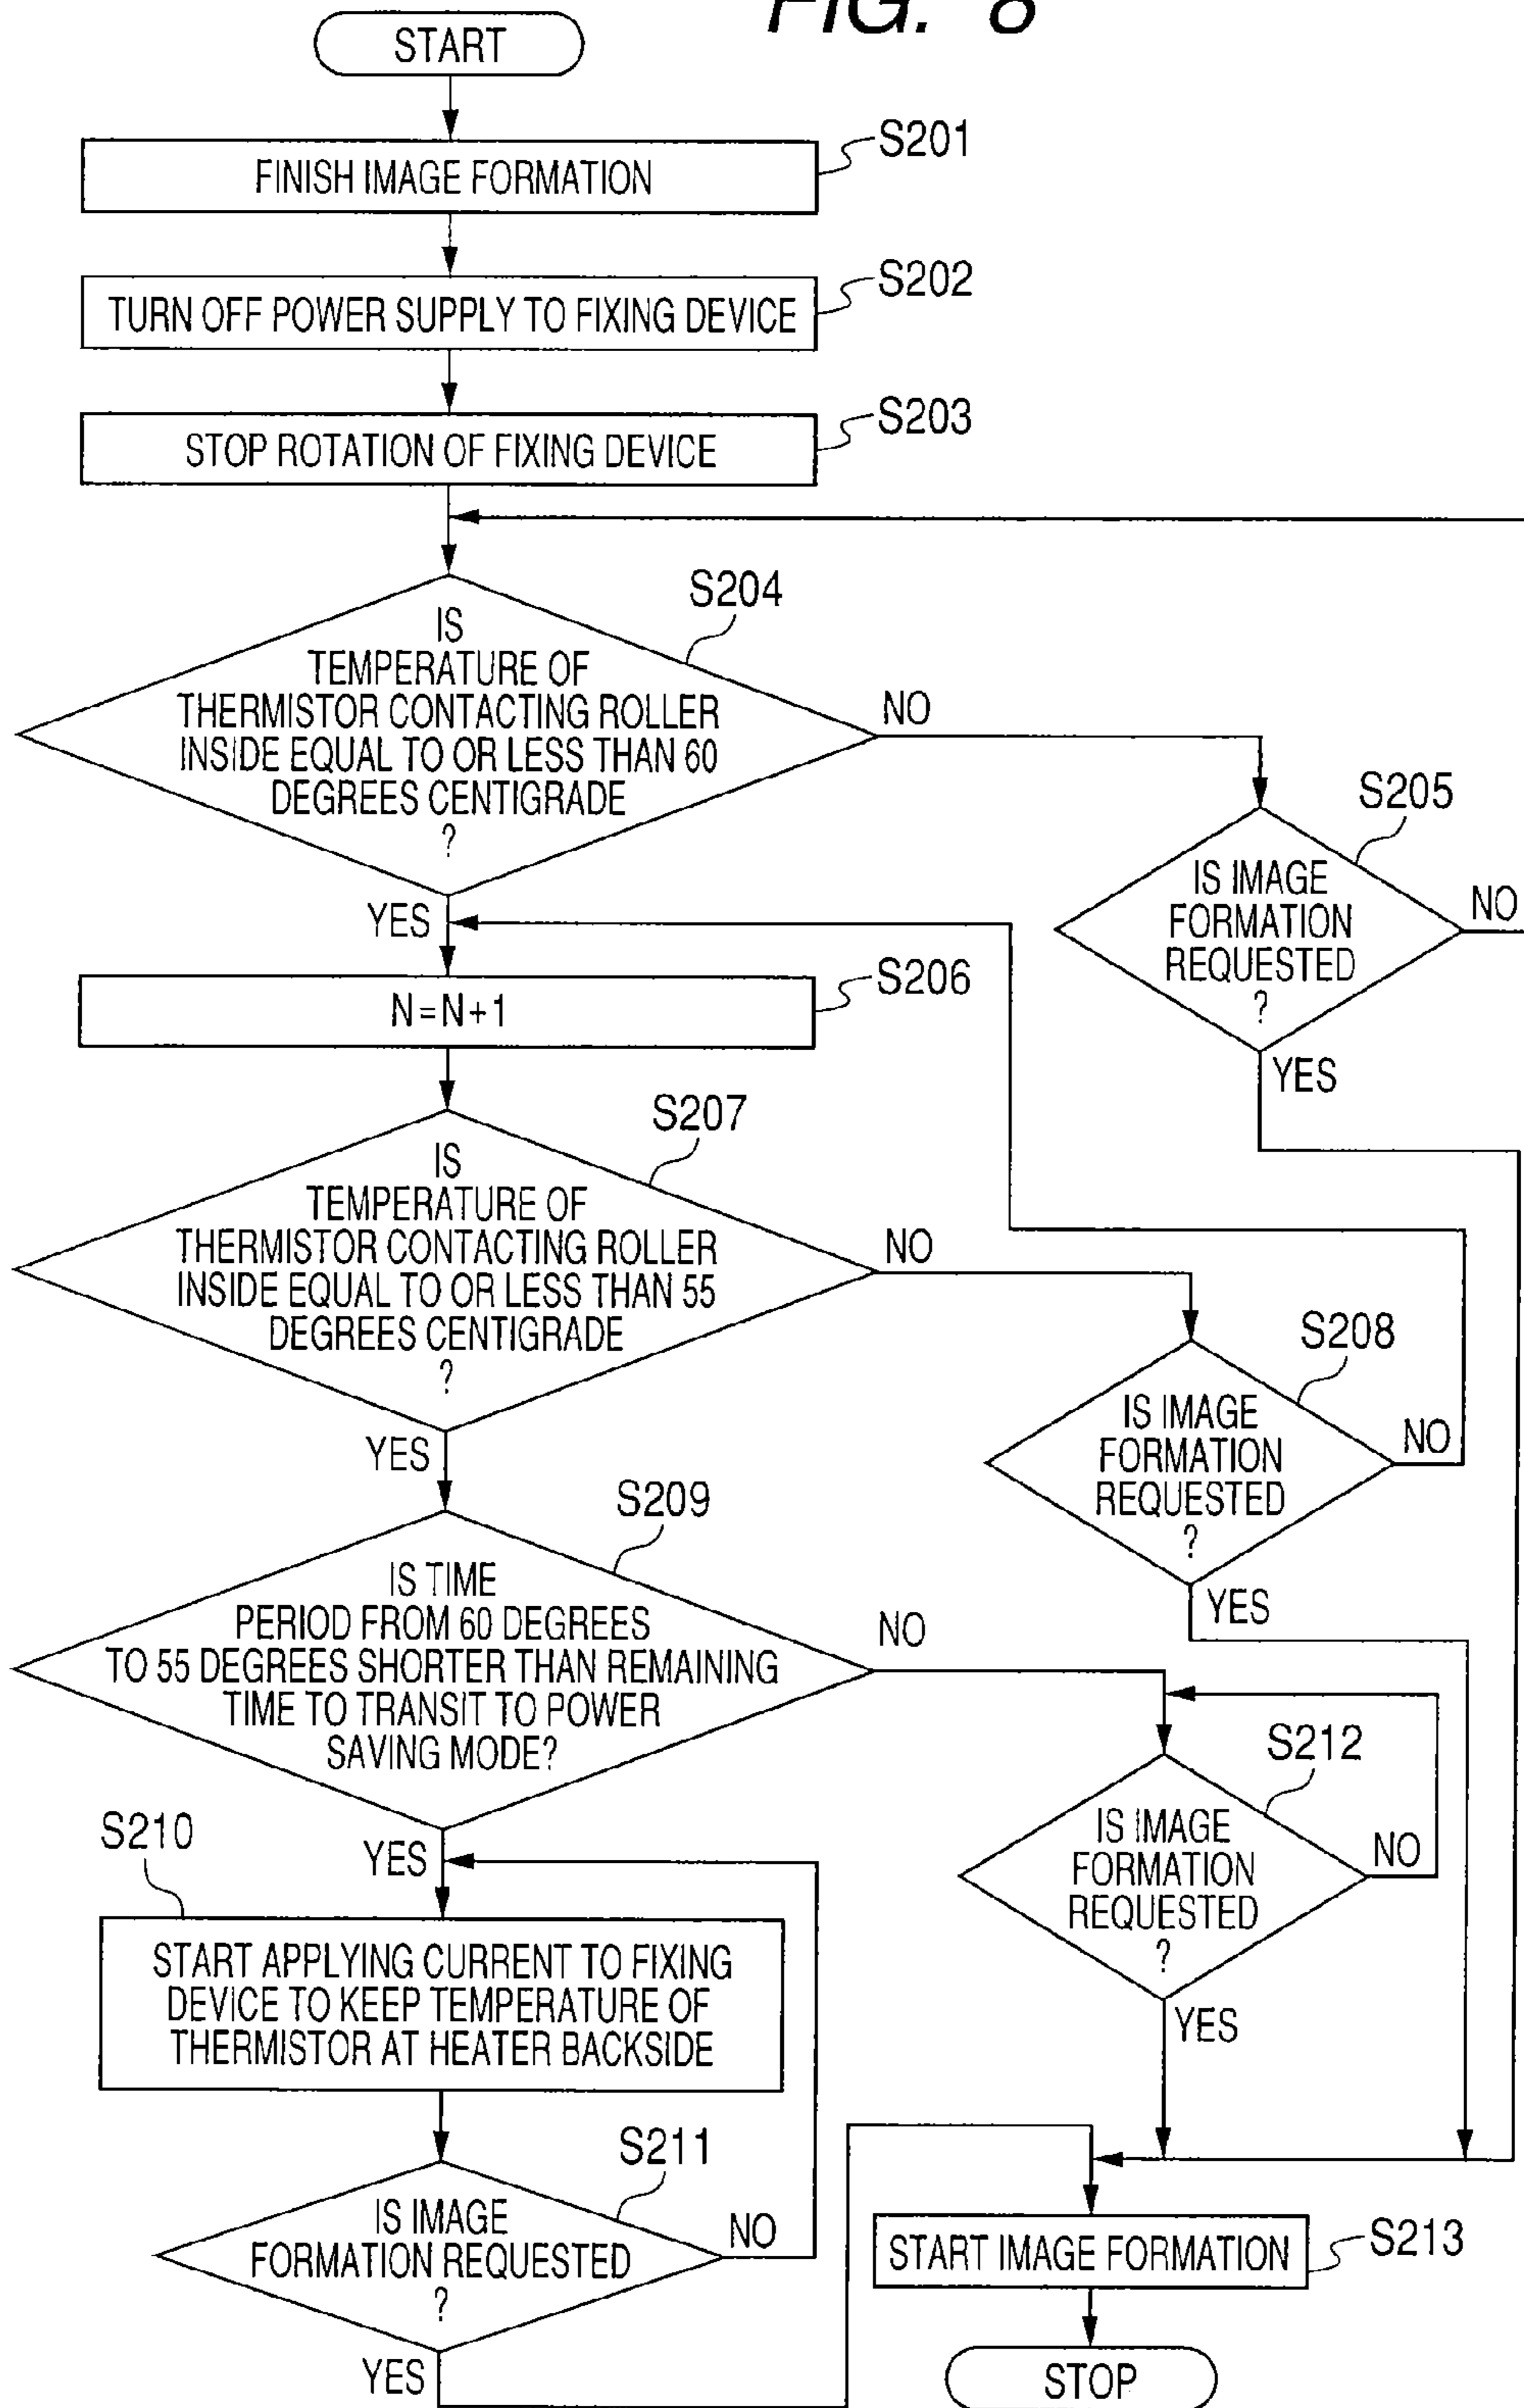 FIG. 8
START
S201
FINISH IMAGE FORMATION
S202
TURN OFF POWER SUPPLY TO FIXING DEVICE
S203
STOP ROTATION OF FIXING DEVICE
S204
IS
TEMPERATURE OF
THERMISTOR CONTACTING ROLLER
INSIDE EQUAL TO OR LESS THAN 60
DEGREES CENTIGRADE
?
NO
YES
S205
IS IMAGE
FORMATION
REQUESTED
?
NO
YES
S206
N=N+1
S207
IS
TEMPERATURE OF
THERMISTOR CONTACTING ROLLER
INSIDE EQUAL TO OR LESS THAN 55
DEGREES CENTIGRADE
?
NO
YES
S208
IS IMAGE
FORMATION
REQUESTED
?
NO
YES
S209
IS TIME
PERIOD FROM 60 DEGREES
TO 55 DEGREES SHORTER THAN REMAINING
TIME TO TRANSIT TO POWER
SAVING MODE?
NO
YES
S212
IS IMAGE
FORMATION
REQUESTED
?
NO
YES
S210
START APPLYING CURRENT TO FIXING
DEVICE TO KEEP TEMPERATURE OF
THERMISTOR AT HEATER BACKSIDE
S211
IS IMAGE
FORMATION REQUESTED
?
NO
YES
START IMAGE FORMATION
S213
STOP